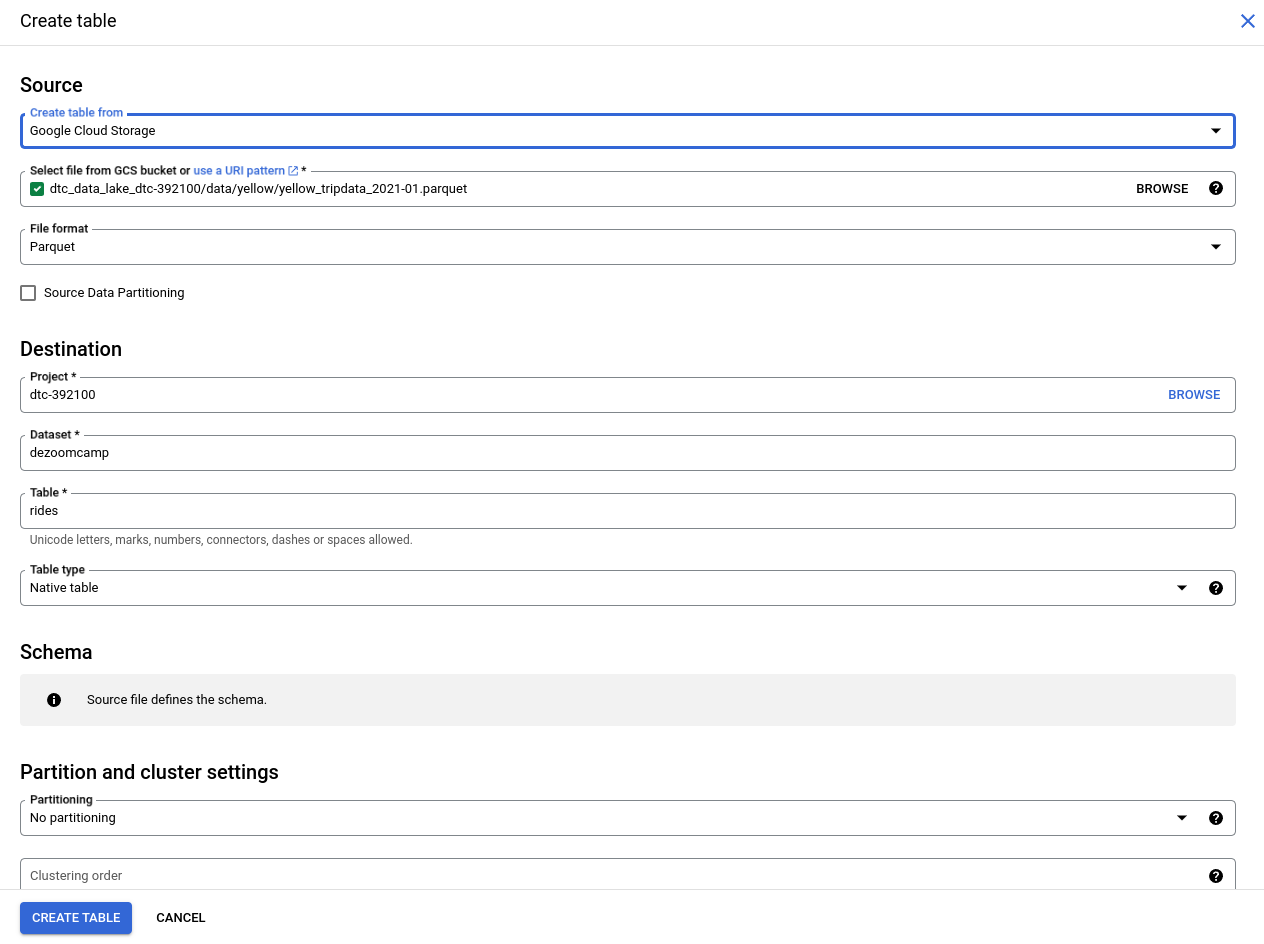 Create table
Source
Create table from
Google Cloud Storage
Select file from GCS bucket or use a URI pattern *
dtc_data_lake_dtc-392100/data/yellow/yellow_tripdata_2021-01.parquet BROWSE
File format
Parquet
Source Data Partitioning
Destination
Project *
dtc-392100 BROWSE
Dataset *
dezoomcamp
Table *
rides
Unicode letters, marks, numbers, connectors, dashes or spaces allowed.
Table type
Native table
Schema
Source file defines the schema.
Partition and cluster settings
Partitioning
No partitioning
Clustering order
CREATE TABLE CANCEL